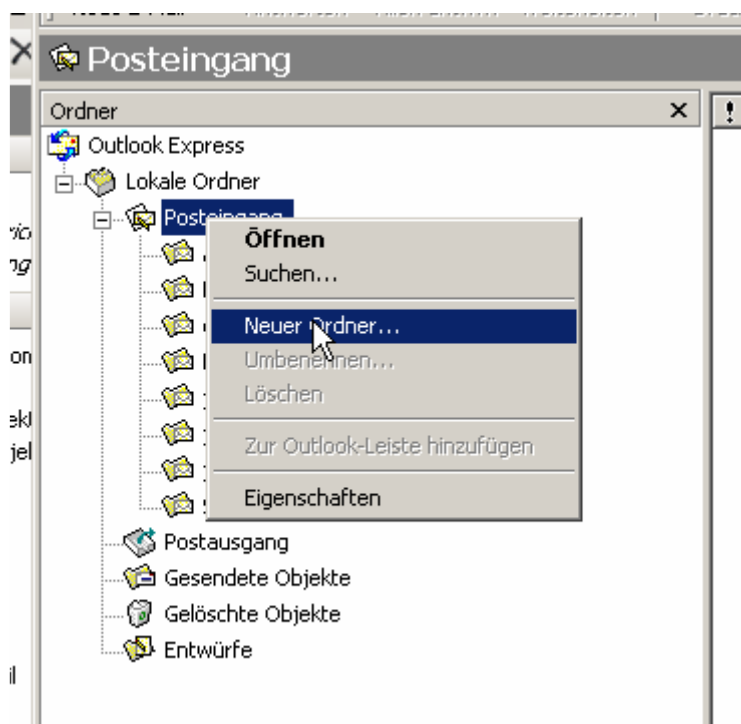 Posteingang
Ordner
Outlook Express
Lokale Ordner
Posteingang
Öffnen
Suchen...
Neuer Ordner...
Umbenennen...
Löschen
Zur Outlook-Leiste hinzufügen
Eigenschaften
Postausgang
Gesendete Objekte
Gelöschte Objekte
Entwürfe